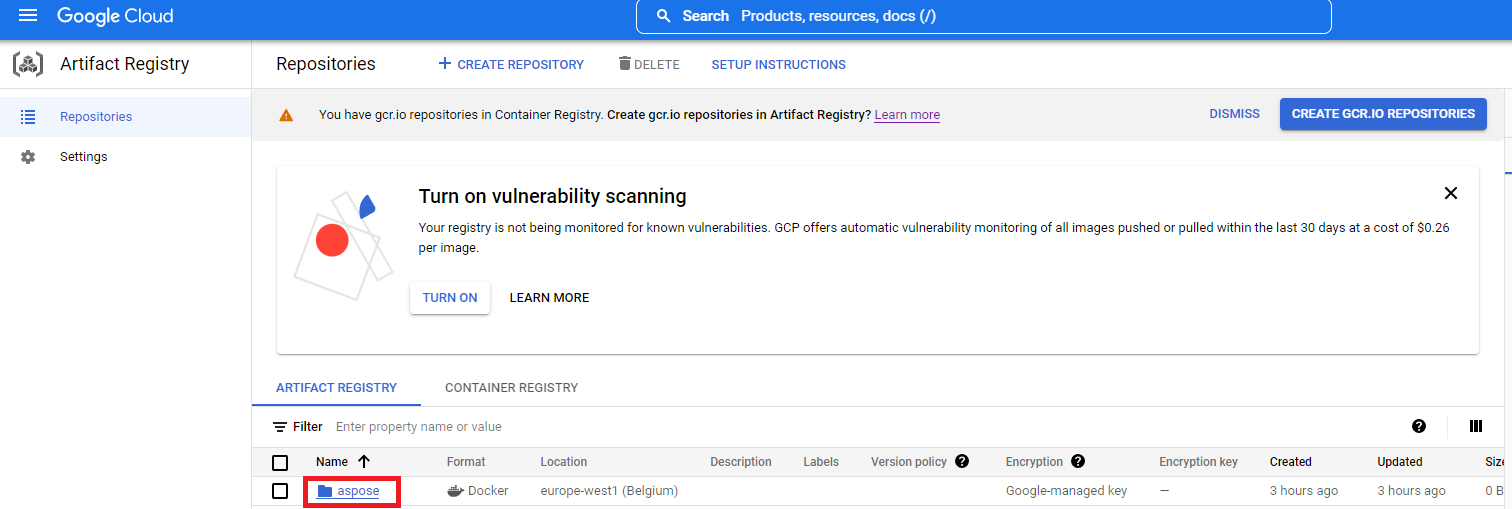 Google Cloud
Search Products, resources, docs (/)
Artifact Registry
Repositories
CREATE REPOSITORY
DELETE
SETUP INSTRUCTIONS
Repositories
Settings
You have gcr.io repositories in Container Registry. Create gcr.io repositories in Artifact Registry? Learn more
DISMISS
CREATE GCR.IO REPOSITORIES
Turn on vulnerability scanning
Your registry is not being monitored for known vulnerabilities. GCP offers automatic vulnerability monitoring of all images pushed or pulled within the last 30 days at a cost of $0.26
per image.
TURN ON
LEARN MORE
ARTIFACT REGISTRY
CONTAINER REGISTRY
Filter Enter property name or value
Name Format Location Description Labels Version policy Encryption Encryption key Created Updated Size
aspose Docker europe-west1 (Belgium) Google-managed key — 3 hours ago 3 hours ago 0 B